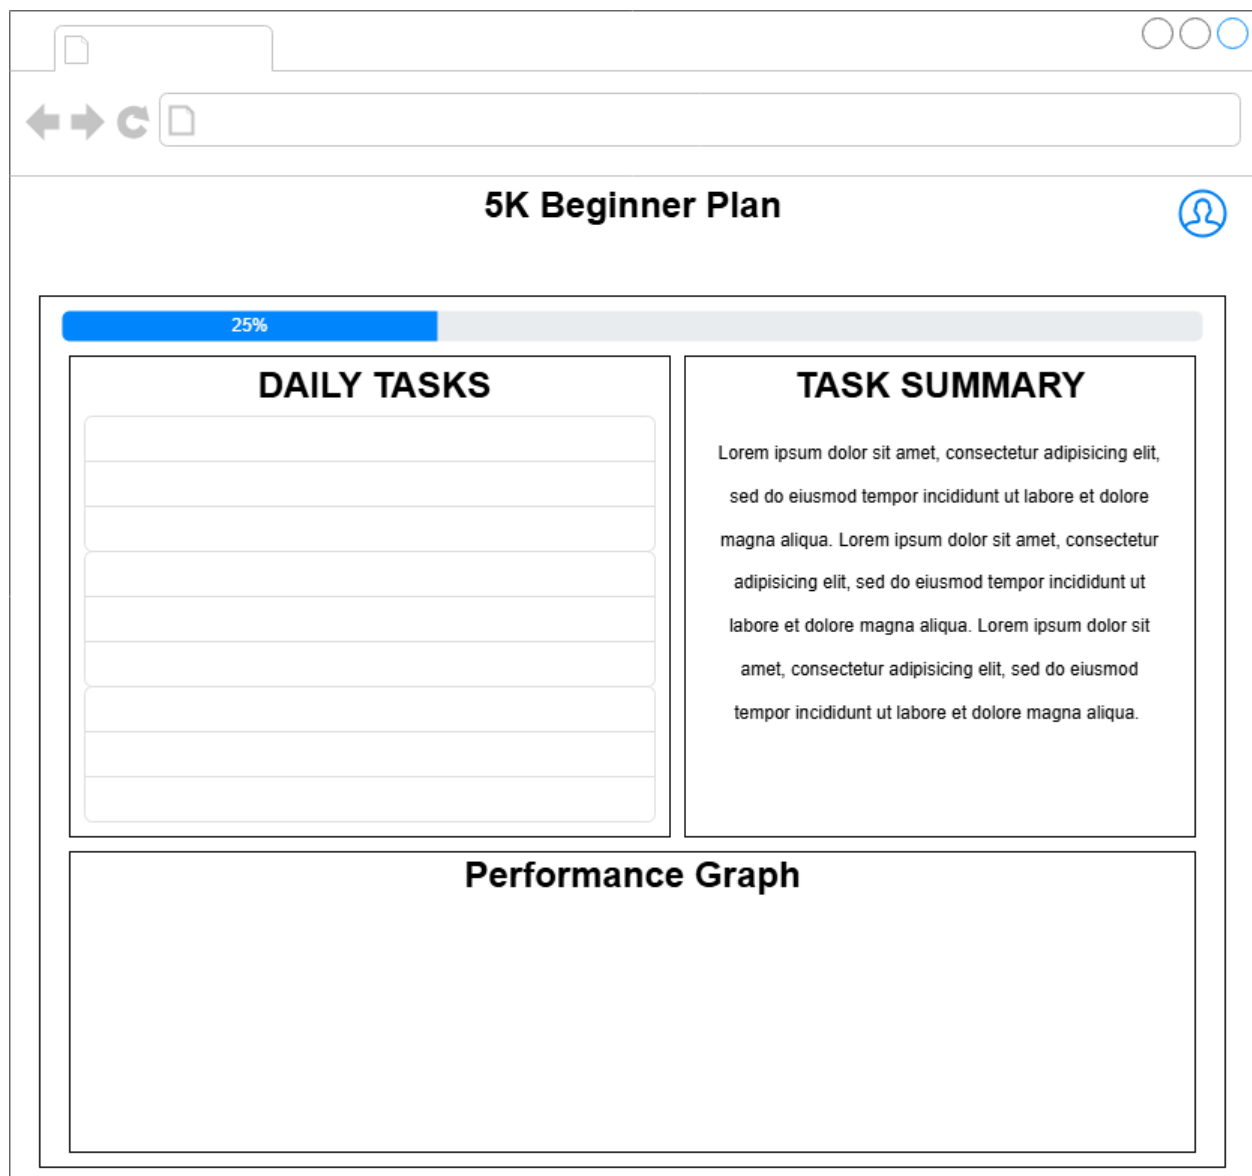 5K Beginner Plan
25%
DAILY TASKS
TASK SUMMARY
Lorem ipsum dolor sit amet, consectetur adipisicing elit,
sed do eiusmod tempor incididunt ut labore et dolore
magna aliqua. Lorem ipsum dolor sit amet, consectetur
adipisicing elit, sed do eiusmod tempor incididunt ut
labore et dolore magna aliqua. Lorem ipsum dolor sit
amet, consectetur adipisicing elit, sed do eiusmod
tempor incididunt ut labore et dolore magna aliqua.
Performance Graph